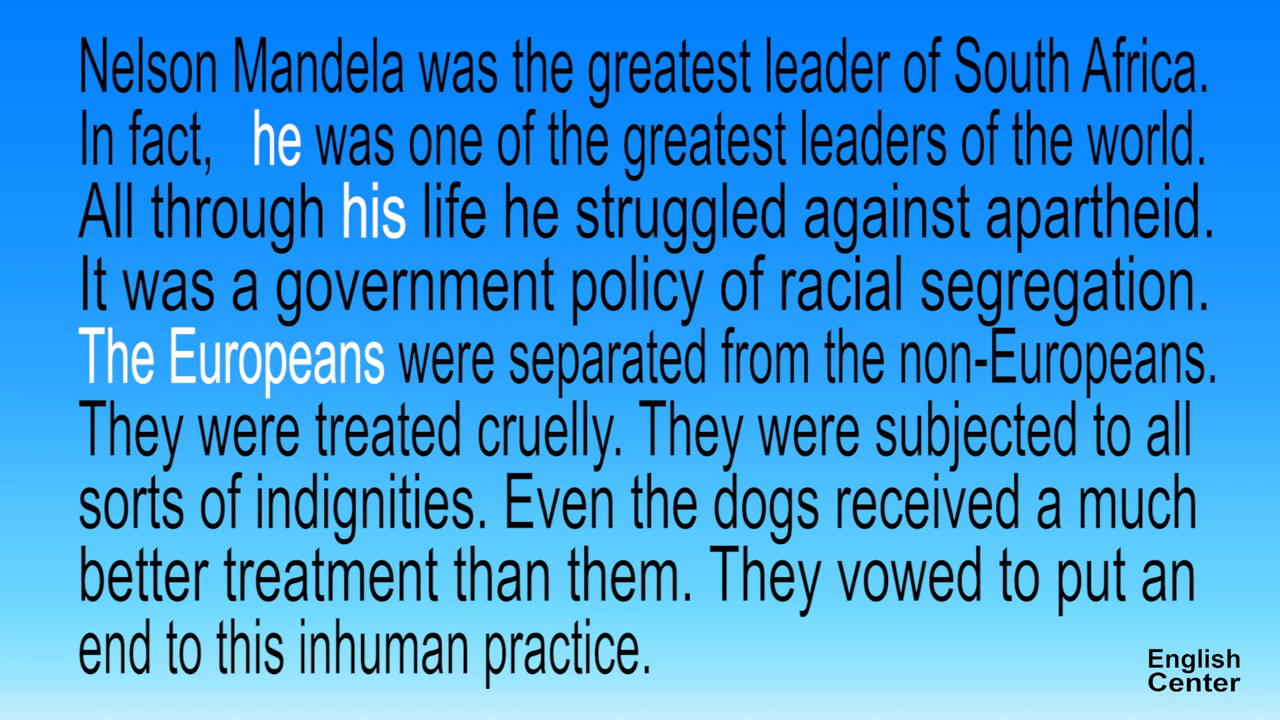 Nelson Mandela was the greatest leader of South Africa.
In fact, he was one of the greatest leaders of the world.
All through his life he struggled against apartheid.
It was a government policy of racial segregation.
The Europeans were separated from the non-Europeans.
They were treated cruelly. They were subjected to all
sorts of indignities. Even the dogs received a much
better treatment than them. They vowed to put an
end to this inhuman practice.
English
Center